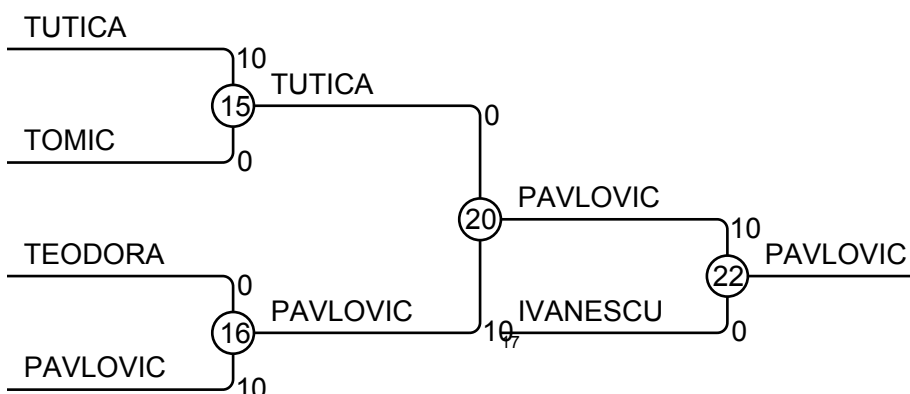 TUTICA
10
15 TUTICA
TOMIC
0
0
20 PAVLOVIC
10
TEODORA
0
22 PAVLOVIC
16 PAVLOVIC
10
17 IVANESCU
0
PAVLOVIC
10